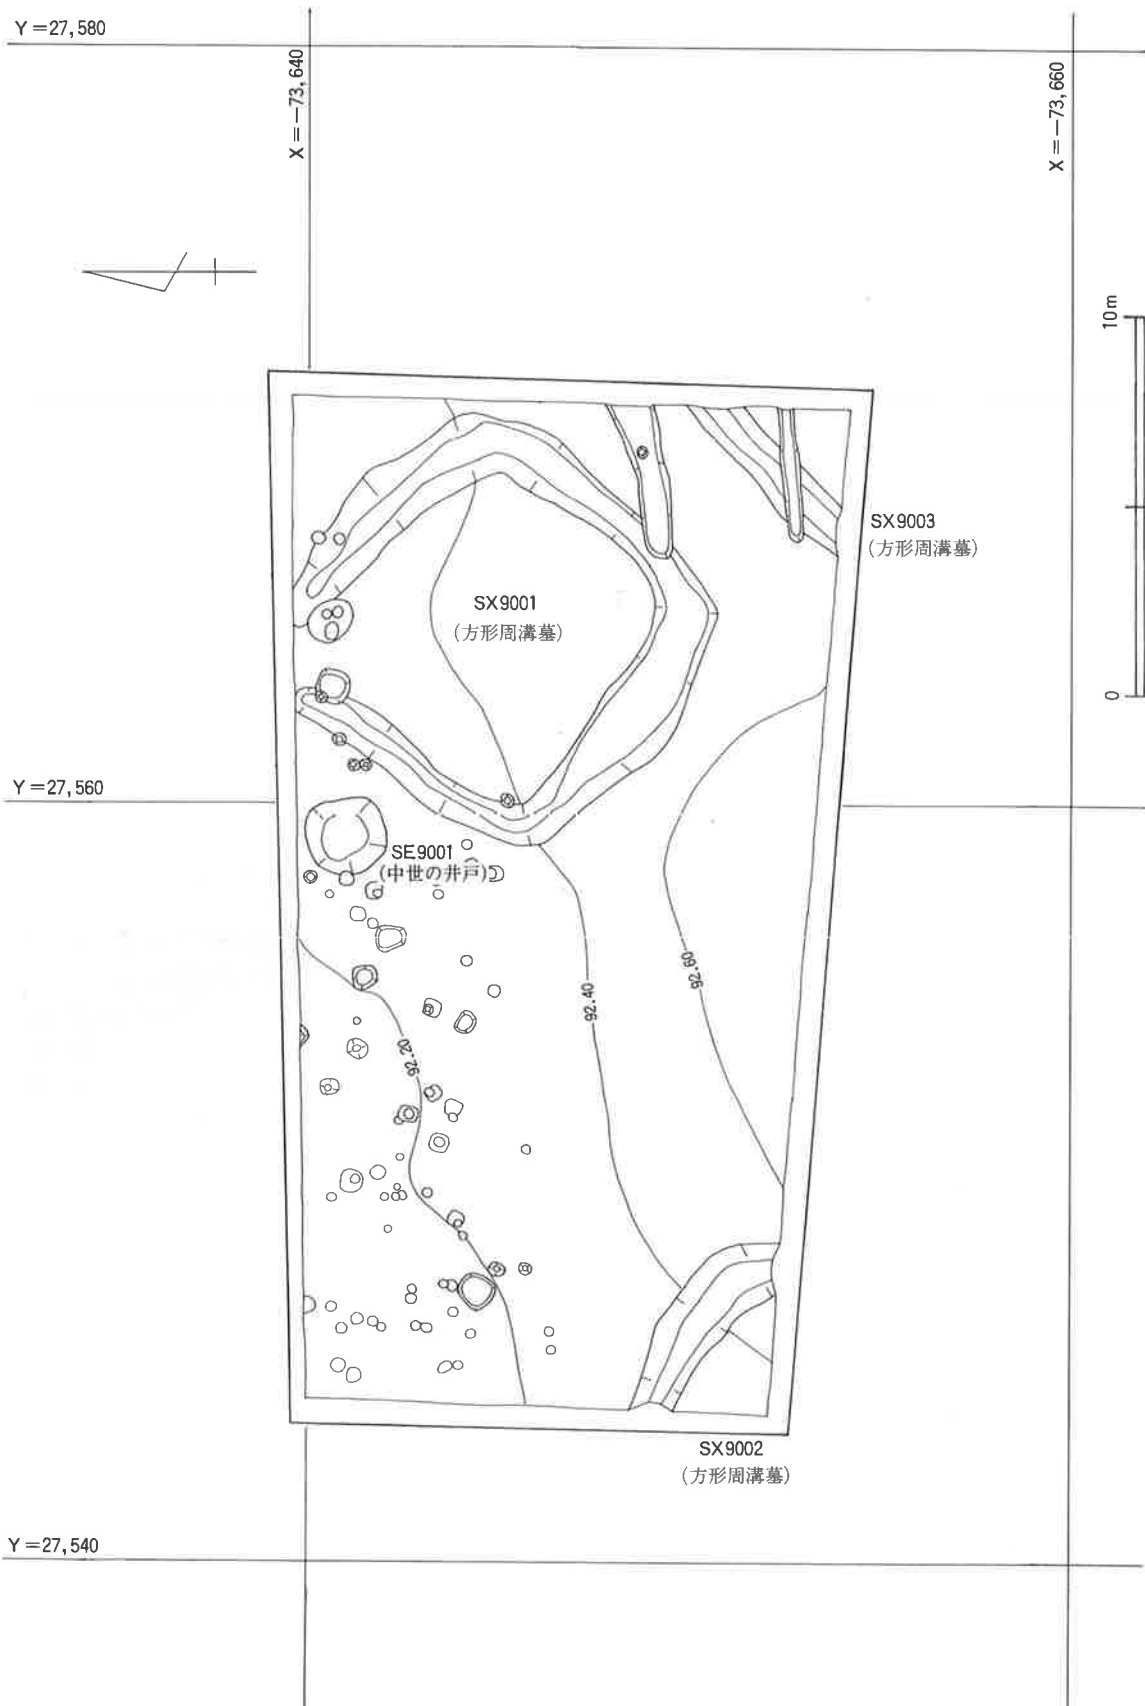 Y=27,580
X=−73,640
X=−73,660
10m
SX9003
(方形周溝墓)
SX9001
(方形周溝墓)
0
Y=27,560
SE9001
(中世の井戸)
92.60
92.40
92.20
SX9002
(方形周溝墓)
Y=27,540